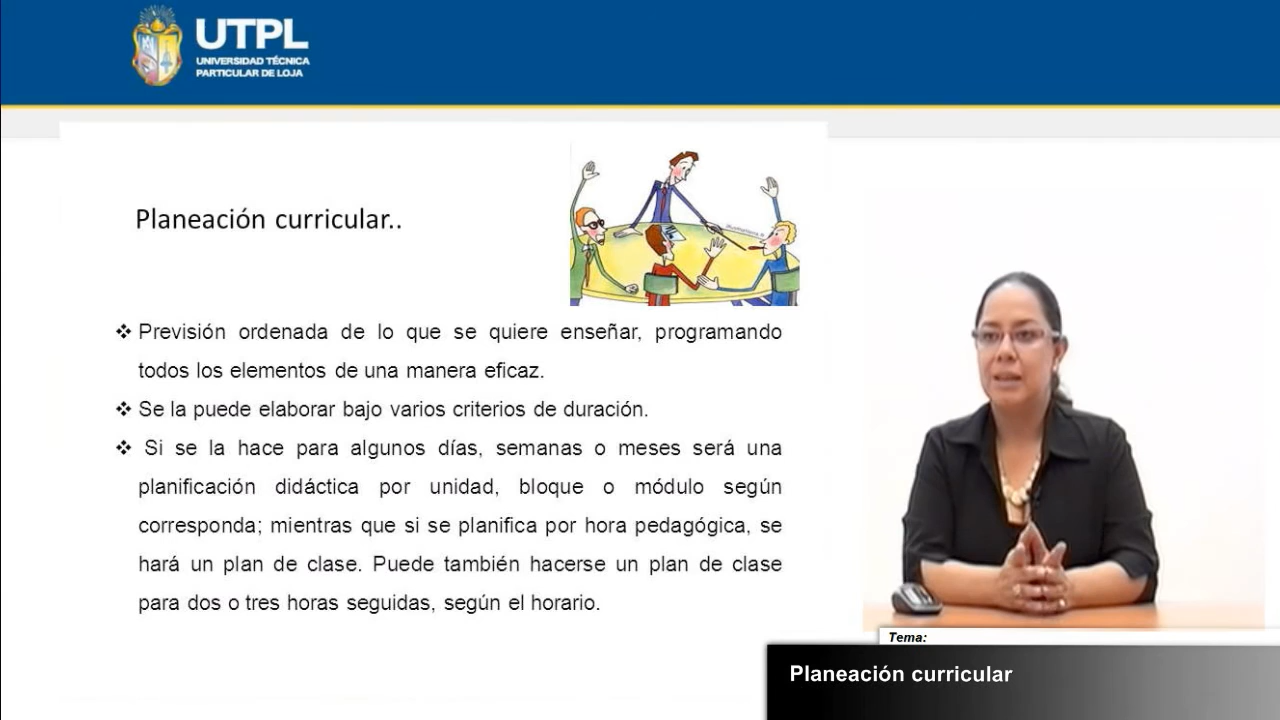 UTPL
UNIVERSIDAD TÉCNICA
PARTICULAR DE LOJA
Planeación curricular..
❖ Previsión ordenada de lo que se quiere enseñar, programando
todos los elementos de una manera eficaz.
❖ Se la puede elaborar bajo varios criterios de duración.
❖ Si se la hace para algunos días, semanas o meses será una
planificación didáctica por unidad, bloque o módulo según
corresponda; mientras que si se planifica por hora pedagógica, se
hará un plan de clase. Puede también hacerse un plan de clase
para dos o tres horas seguidas, según el horario.
Tema:
Planeación curricular